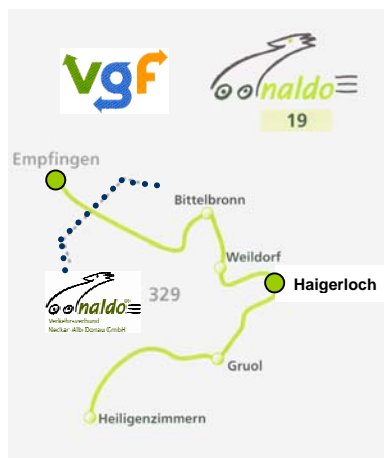 vgf
naldo
19
Empfingen
Bittelbronn
Weildorf
Haigerloch
naldo
Verkehrsverbund
Neckar-Alb-Donau GmbH
329
Gruol
Heiligenzimmern